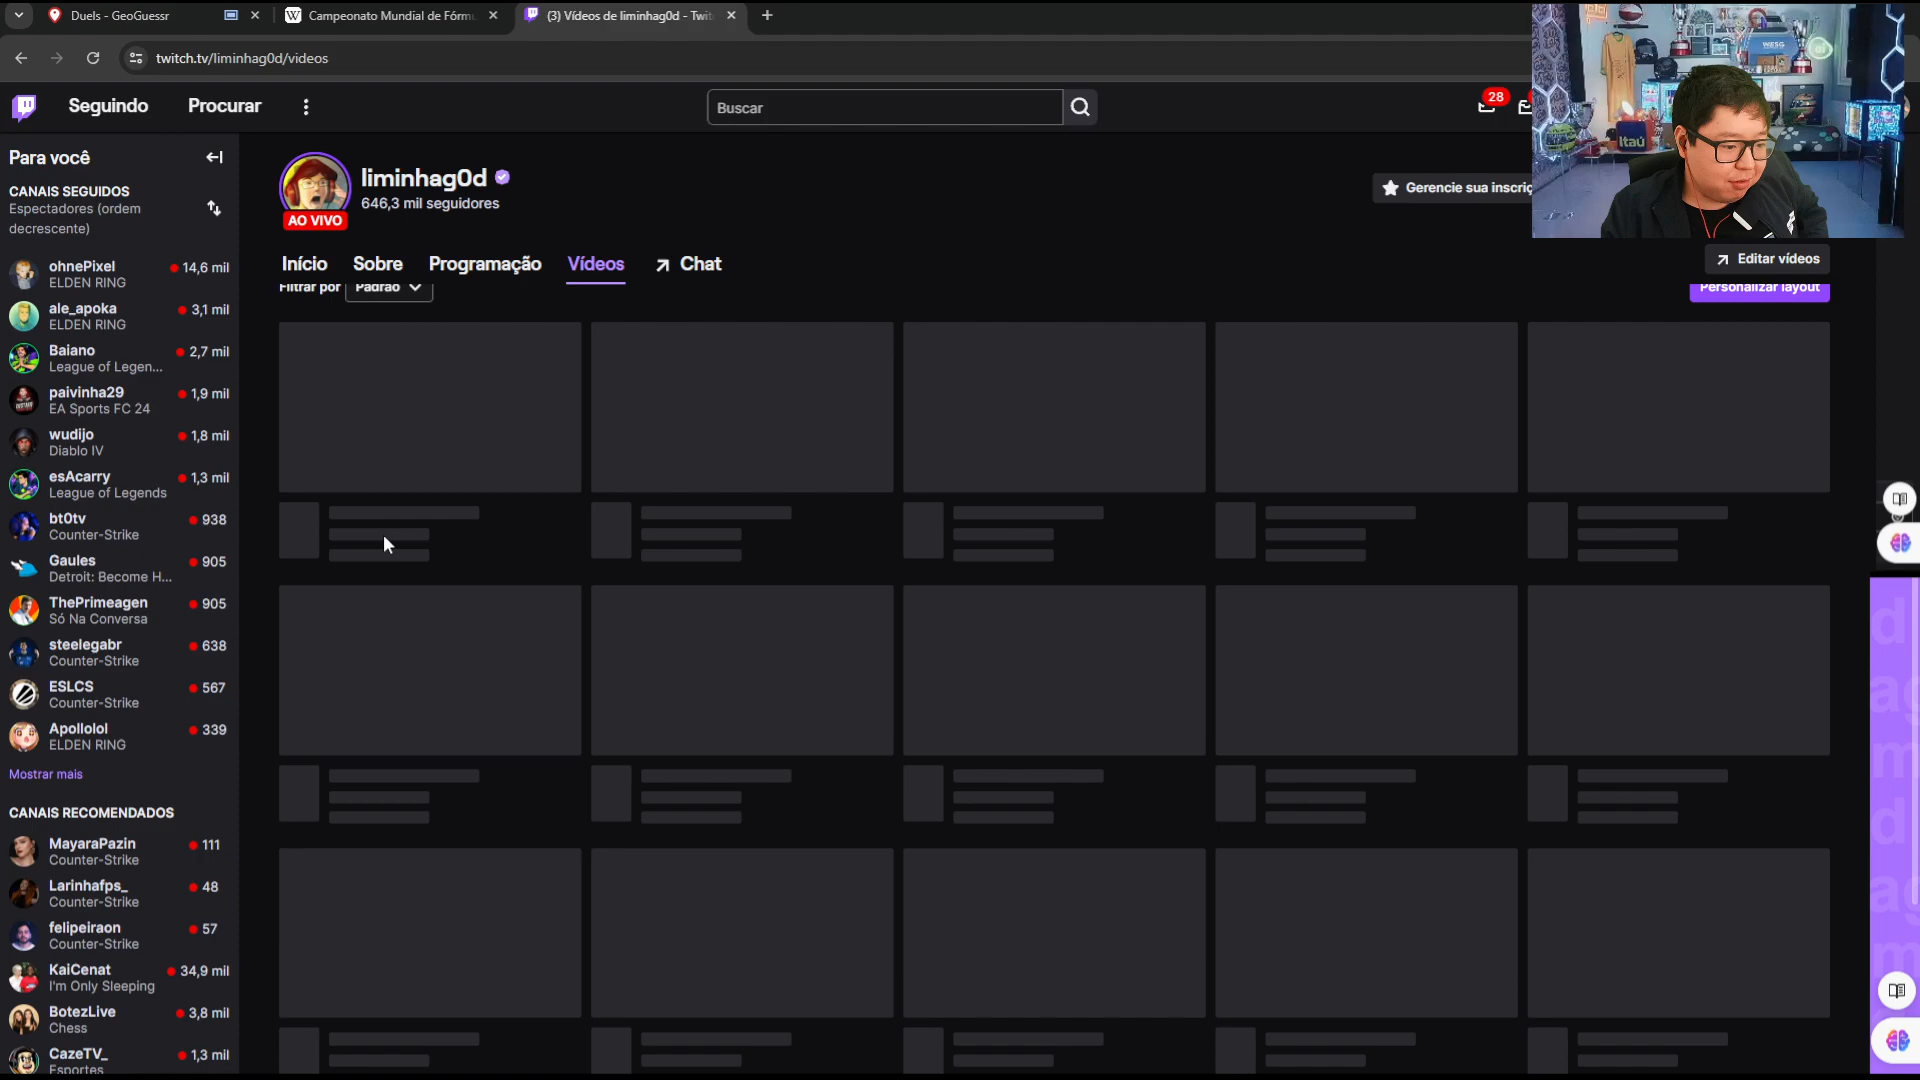 Duels - GeoGuessr
Campeonato Mundial de Fórm
(3) Vídeos de liminhag0d - Twit
twitch.tv/liminhag0d/videos
Seguindo
Procurar
Buscar
28
WESG
Itaú
Para você
CANAIS SEGUIDOS
Espectadores (ordem
decrescente)
ohnePixel
14,6 mil
ELDEN RING
ale_apoka
3,1 mil
ELDEN RING
Baiano
2,7 mil
League of Legen...
paivinha29
1,9 mil
EA Sports FC 24
wudijo
1,8 mil
Diablo IV
esAcarry
1,3 mil
League of Legends
bt0tv
938
Counter-Strike
Gaules
905
Detroit: Become H...
ThePrimeagen
905
Só Na Conversa
steelegabr
638
Counter-Strike
ESLCS
567
Counter-Strike
Apollolol
339
ELDEN RING
Mostrar mais
CANAIS RECOMENDADOS
MayaraPazin
111
Counter-Strike
Larinhafps_
48
Counter-Strike
felipeiraon
57
Counter-Strike
KaiCenat
34,9 mil
I'm Only Sleeping
BotezLive
3,8 mil
Chess
CazeTV_
1,3 mil
Esportes
liminhag0d
646,3 mil seguidores
AO VIVO
Gerencie sua inscriç
Início
Sobre
Programação
Vídeos
Chat
Editar vídeos
Filtrar por
Padrão
Personalizar layout
d
ag
m
d
ag
m